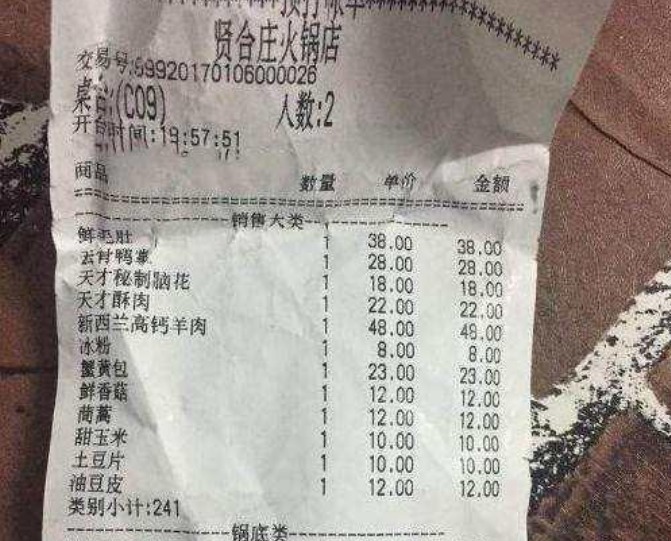 预打账单******************
贤合庄火锅店
交易号:99920170106000026
桌台:(C09) 人数:2
开台时间:19:57:51
商品 数量 单价 金额
销售大类
鲜毛肚 1 38.00 38.00
去骨鸭掌 1 28.00 28.00
天才秘制脑花 1 18.00 18.00
天才酥肉 1 22.00 22.00
新西兰高钙羊肉 1 48.00 48.00
冰粉 1 8.00 8.00
蟹黄包 1 23.00 23.00
鲜香菇 1 12.00 12.00
茼蒿 1 12.00 12.00
甜玉米 1 10.00 10.00
土豆片 1 10.00 10.00
油豆皮 1 12.00 12.00
类别小计:241
锅底类